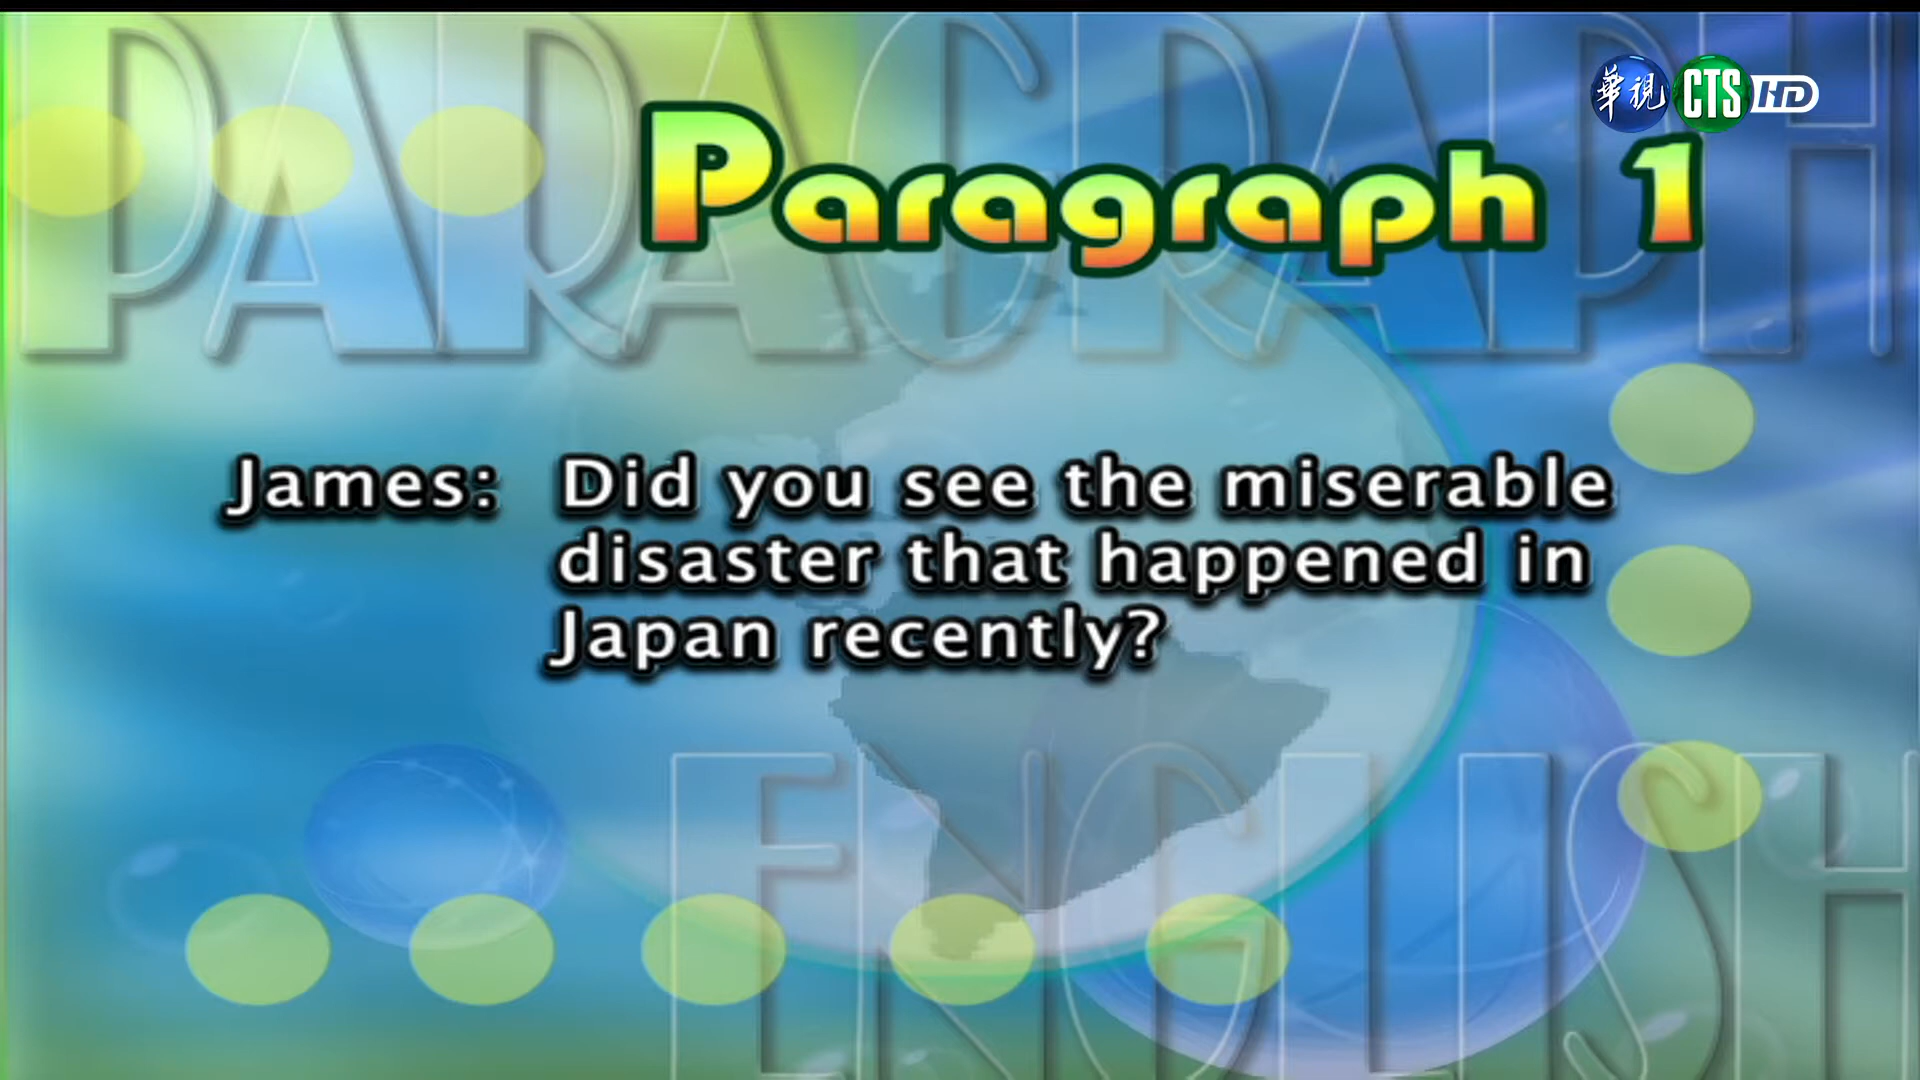 PARAGRAPH
華視 CTS HD
Paragraph 1
James: Did you see the miserable
disaster that happened in
Japan recently?
ENGLISH